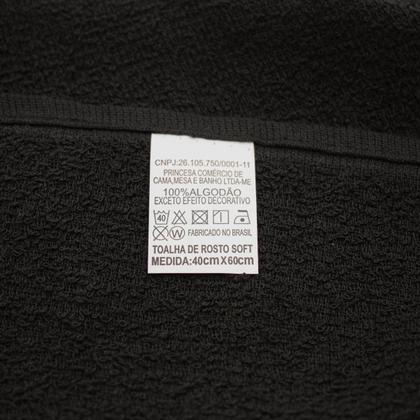 CNPJ:26.105.750/0001-11
PRINCESA COMÉRCIO DE
CAMA,MESA E BANHO LTDA-ME
100%ALGODÃO
EXCETO EFEITO DECORATIVO
40
W FABRICADO NO BRASIL
TOALHA DE ROSTO SOFT
MEDIDA:40cmX60cm